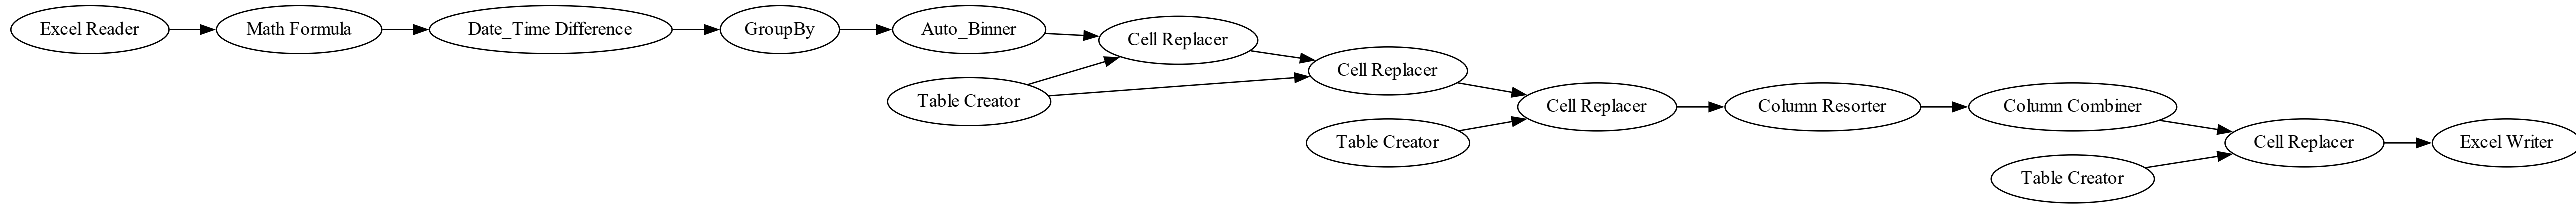 Excel Reader
Math Formula
Date_Time Difference
GroupBy
Auto_Binner
Table Creator
Cell Replacer
Cell Replacer
Table Creator
Cell Replacer
Column Resorter
Column Combiner
Table Creator
Cell Replacer
Excel Writer